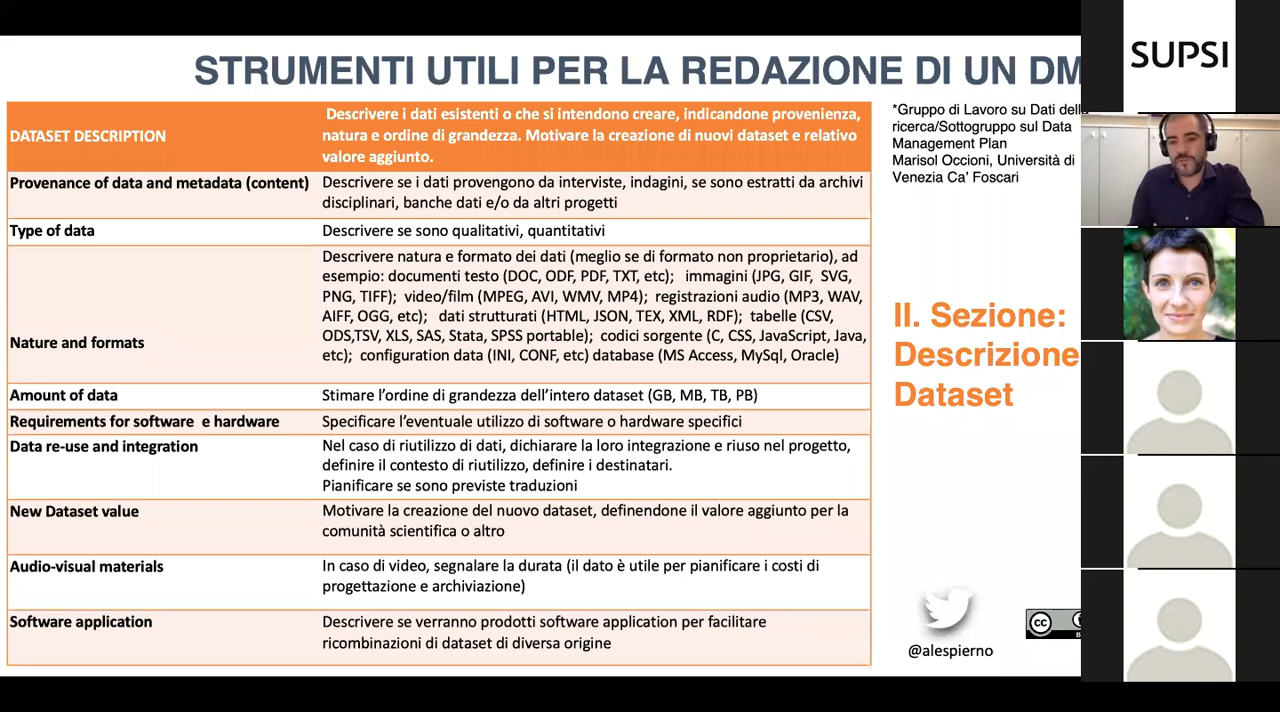 STRUMENTI UTILI PER LA REDAZIONE DI UN DM
SUPSI
DATASET DESCRIPTION
Descrivere i dati esistenti o che si intendono creare, indicandone provenienza,
natura e ordine di grandezza. Motivare la creazione di nuovi dataset e relativo
valore aggiunto.
Provenance of data and metadata (content)
Descrivere se i dati provengono da interviste, indagini, se sono estratti da archivi
disciplinari, banche dati e/o da altri progetti
Type of data
Descrivere se sono qualitativi, quantitativi
Nature and formats
Descrivere natura e formato dei dati (meglio se di formato non proprietario), ad
esempio: documenti testo (DOC, ODF, PDF, TXT, etc); immagini (JPG, GIF, SVG,
PNG, TIFF); video/film (MPEG, AVI, WMV, MP4); registrazioni audio (MP3, WAV,
AIFF, OGG, etc); dati strutturati (HTML, JSON, TEX, XML, RDF); tabelle (CSV,
ODS,TSV, XLS, SAS, Stata, SPSS portable); codici sorgente (C, CSS, JavaScript, Java,
etc); configuration data (INI, CONF, etc) database (MS Access, MySql, Oracle)
Amount of data
Stimare l'ordine di grandezza dell'intero dataset (GB, MB, TB, PB)
Requirements for software e hardware
Specificare l'eventuale utilizzo di software o hardware specifici
Data re-use and integration
Nel caso di riutilizzo di dati, dichiarare la loro integrazione e riuso nel progetto,
definire il contesto di riutilizzo, definire i destinatari.
Pianificare se sono previste traduzioni
New Dataset value
Motivare la creazione del nuovo dataset, definendone il valore aggiunto per la
comunità scientifica o altro
Audio-visual materials
In caso di video, segnalare la durata (il dato è utile per pianificare i costi di
progettazione e archiviazione)
Software application
Descrivere se verranno prodotti software application per facilitare
ricombinazioni di dataset di diversa origine
*Gruppo di Lavoro su Dati dell
ricerca/Sottogruppo sul Data
Management Plan
Marisol Occioni, Università di
Venezia Ca' Foscari
II. Sezione:
Descrizione
Dataset
@alespierno
cc